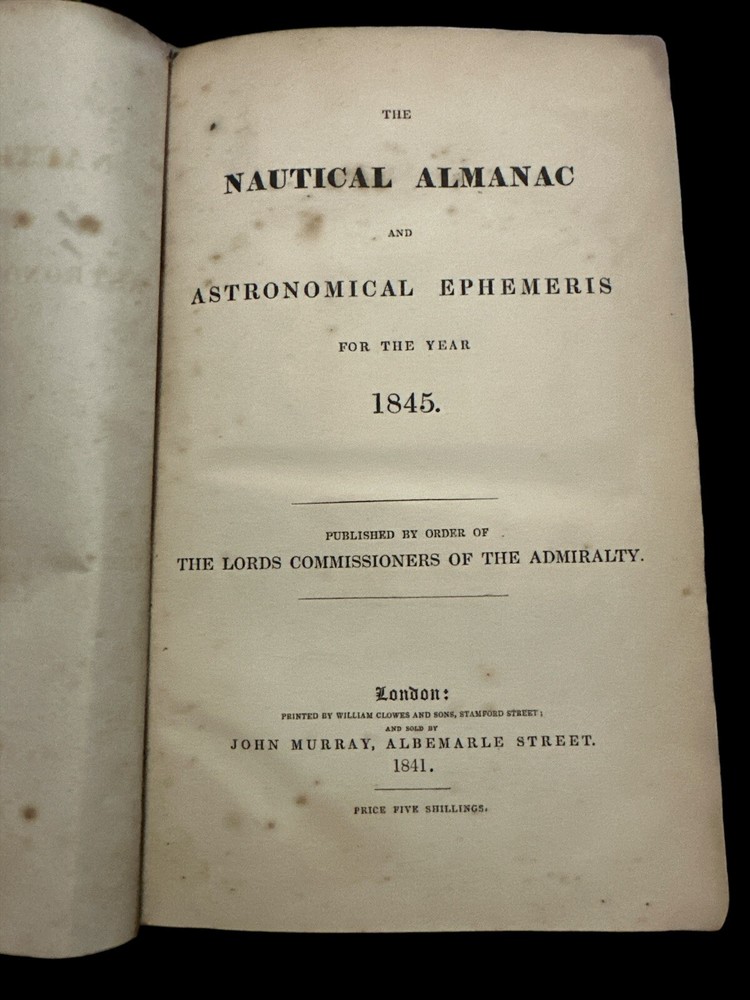 THE
NAUTICAL ALMANAC
AND
ASTRONOMICAL EPHEMERIS
FOR THE YEAR
1845.
PUBLISHED BY ORDER OF
THE LORDS COMMISSIONERS OF THE ADMIRALTY.
London:
PRINTED BY WILLIAM CLOWES AND SONS, STAMFORD STREET;
AND SOLD BY
JOHN MURRAY, ALBEMARLE STREET.
1841.
PRICE FIVE SHILLINGS.